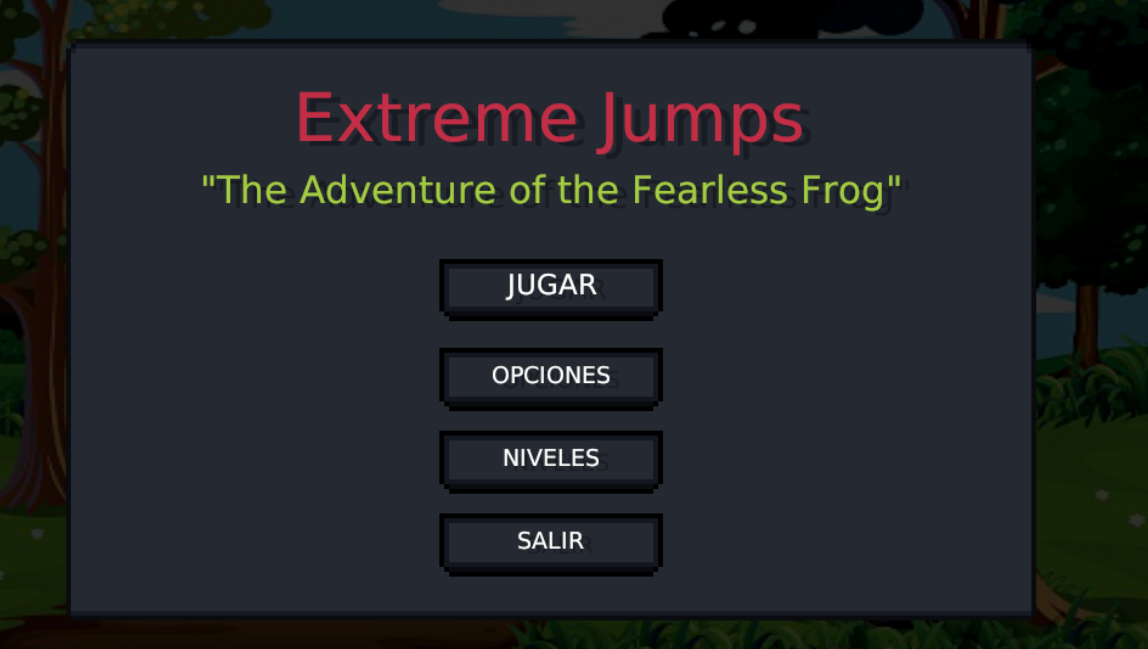 Extreme Jumps
"The Adventure of the Fearless Frog"
JUGAR
OPCIONES
NIVELES
SALIR